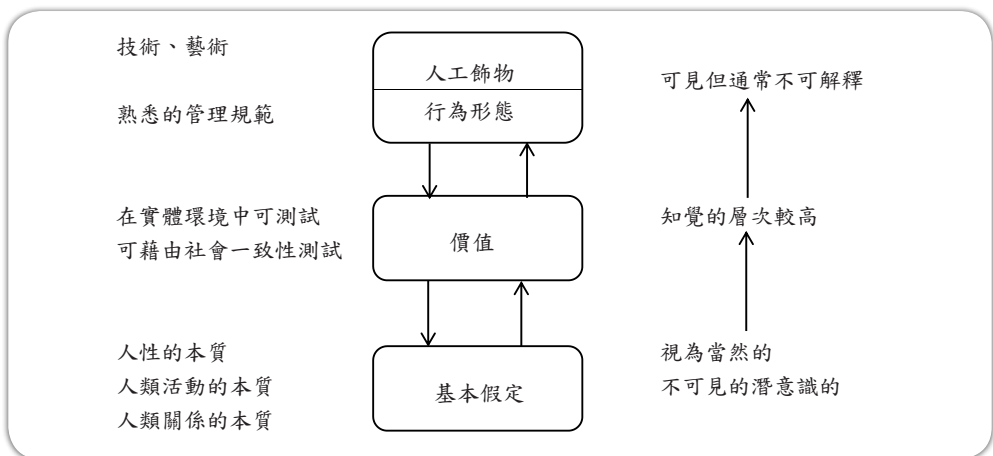 技術、藝術
熟悉的管理規範
人工飾物
行為形態
可見但通常不可解釋
在實體環境中可測試
可藉由社會一致性測試
價值
知覺的層次較高
人性的本質
人類活動的本質
人類關係的本質
基本假定
視為當然的
不可見的潛意識的